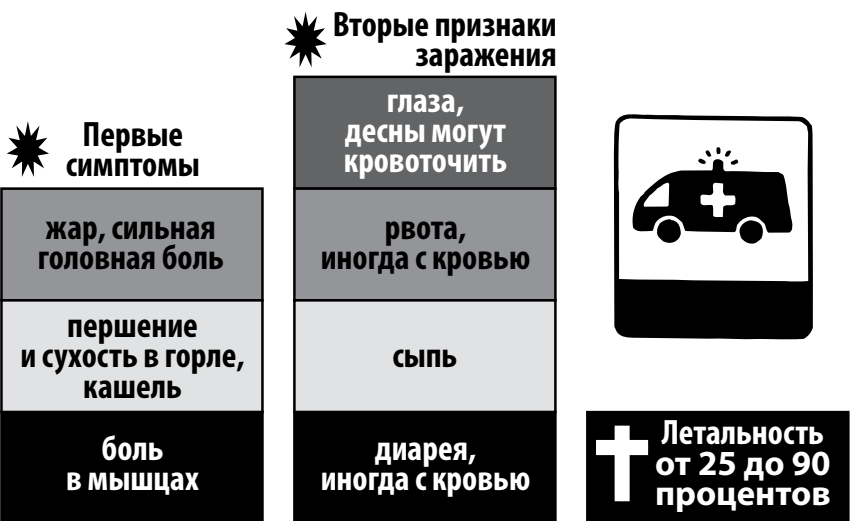 Первые
симптомы
жар, сильная
головная боль
першение
и сухость в горле,
кашель
боль
в мышцах
Вторые признаки
заражения
глаза,
десны могут
кровоточить
рвота,
иногда с кровью
сыпь
диарея,
иногда с кровью
Летальность
от 25 до 90
процентов